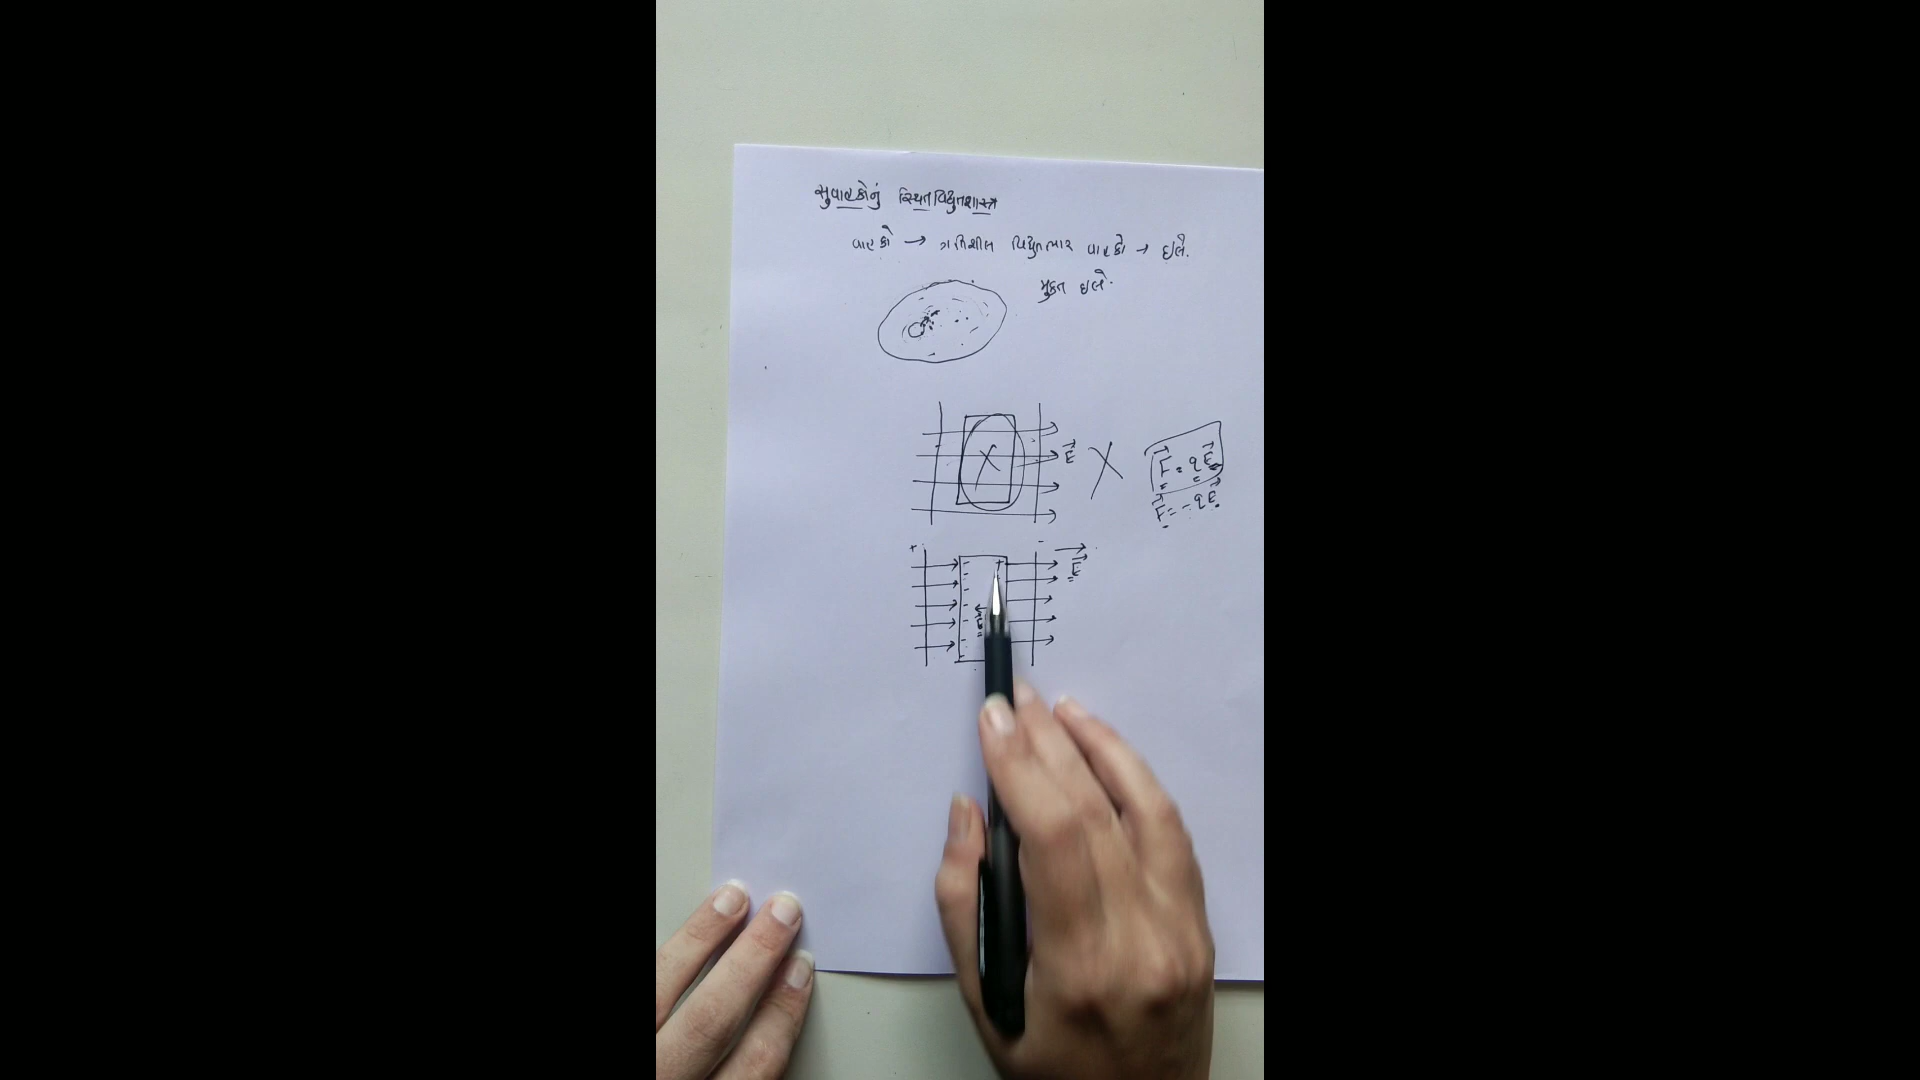 સુવાહકોનું સ્થિતવિદ્યુતશાસ્ત્ર
વાહકો → ગતિશીલ વિદ્યુતભાર વાહકો → ઇલે.
મુક્ત ઇલે.
E X F = qE
F = -qE
+ -
E